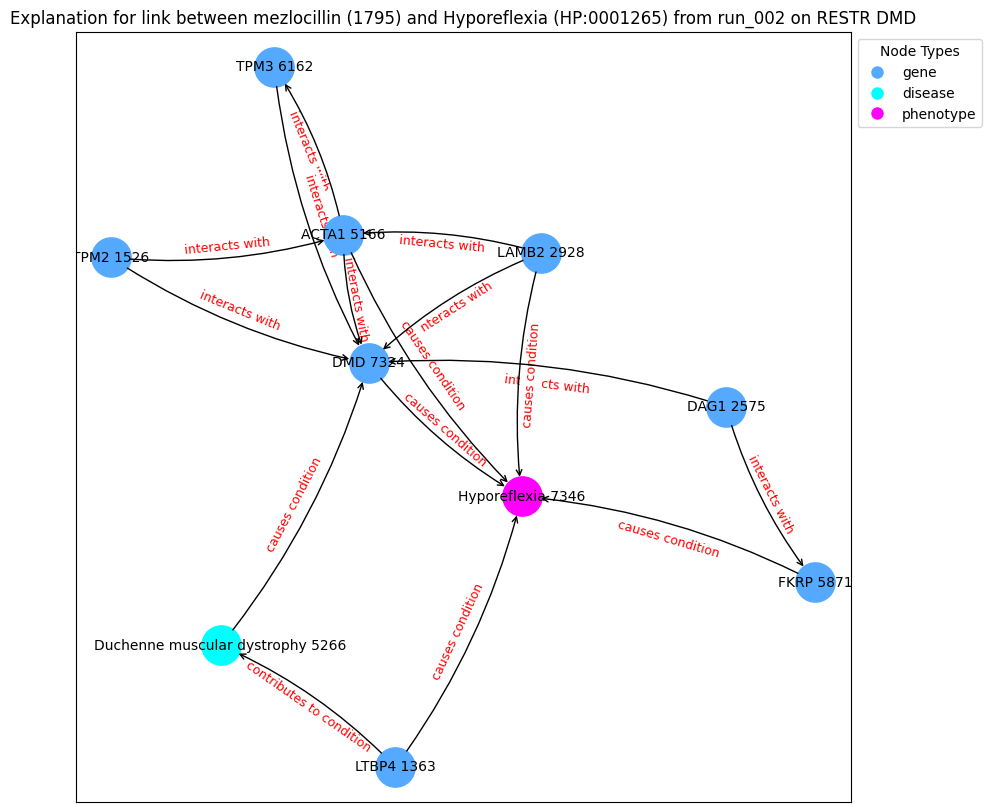 Explanation for link between mezlocillin (1795) and Hyporeflexia (HP:0001265) from run_002 on RESTR DMD
Node Types
gene
disease
phenotype
TPM3 6162
interacts with
interacts with
ACTA1 5166
interacts with
interacts with
LAMB2 2928
TPM2 1526
interacts with
interacts with
nteracts with
causes condition
causes condition
DMD 7324
interacts with
DAG1 2575
causes condition
interacts with
Hyporeflexia 7346
causes condition
causes condition
FKRP 5871
causes condition
Duchenne muscular dystrophy 5266
contributes to condition
LTBP4 1363